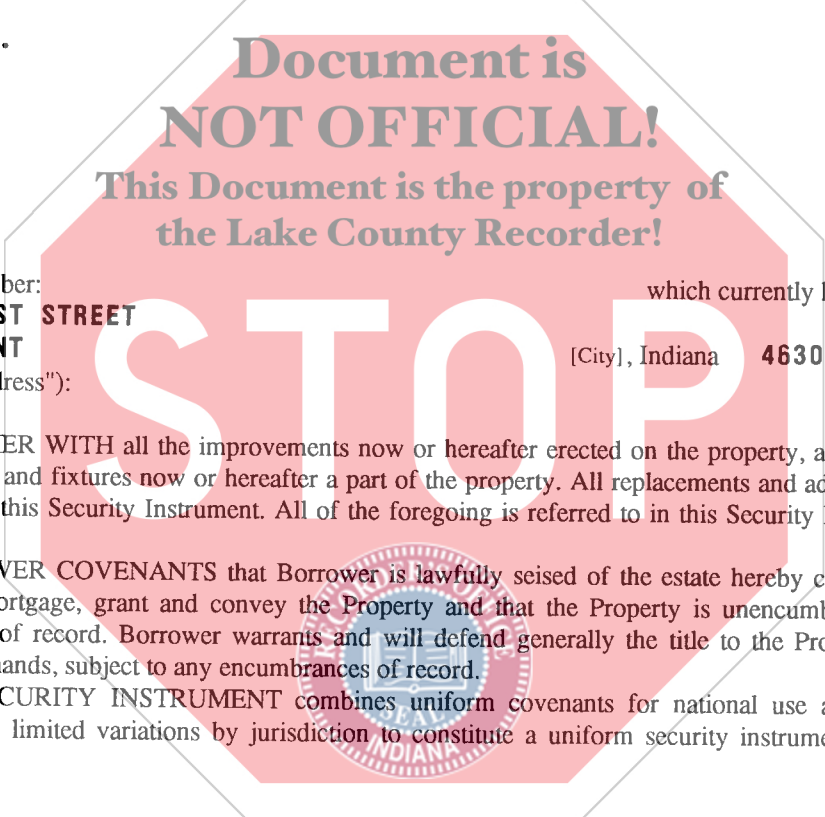 Document is
NOT OFFICIAL!
This Document is the property of
the Lake County Recorder!
ber:
which currently
ST STREET
NT
[City], Indiana 4630
dress"):
STOP
ER WITH all the improvements now or hereafter erected on the property, a
and fixtures now or hereafter a part of the property. All replacements and ad
this Security Instrument. All of the foregoing is referred to in this Security
VER COVENANTS that Borrower is lawfully seised of the estate hereby c
ortgage, grant and convey the Property and that the Property is unencumb
of record. Borrower warrants and will defend generally the title to the Pro
ands, subject to any encumbrances of record.
CURITY INSTRUMENT combines uniform covenants for national use a
limited variations by jurisdiction to constitute a uniform security instrume
RECORDER'S OFFICE
SEAL
INDIANA